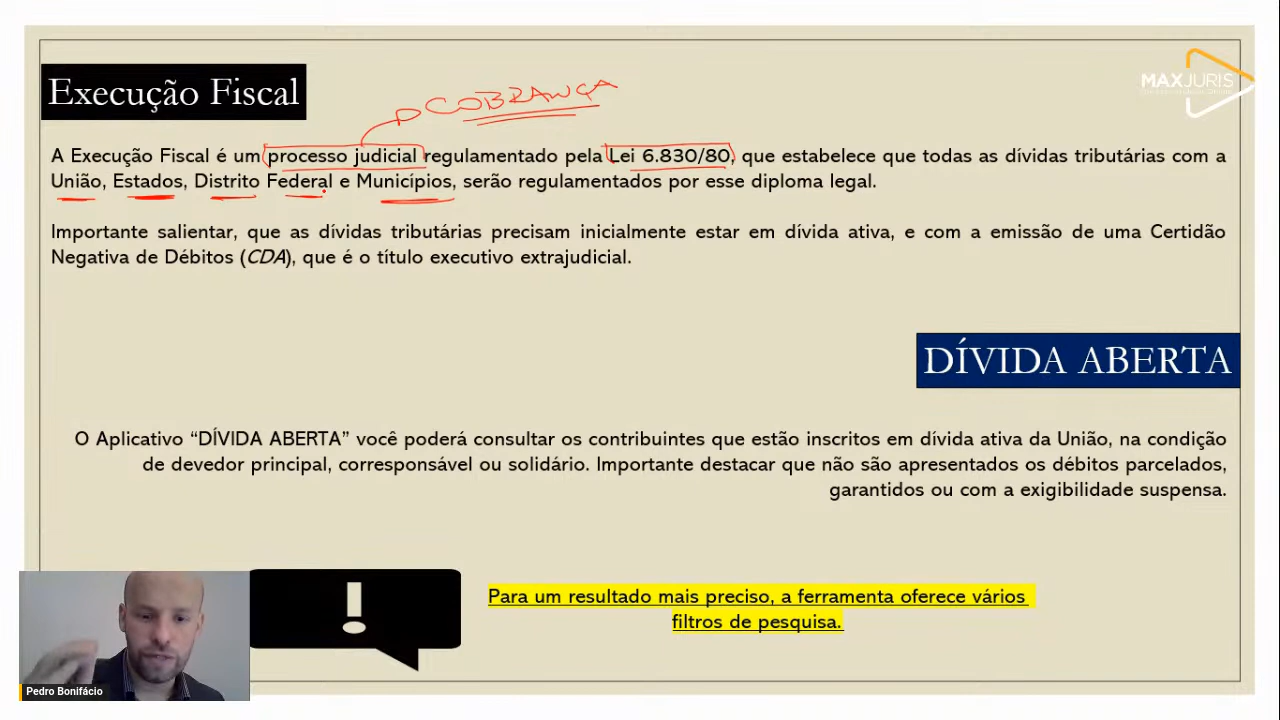 MAXJURIS
Execução Fiscal
COBRANÇA
A Execução Fiscal é um processo judicial regulamentado pela Lei 6.830/80, que estabelece que todas as dívidas tributárias com a
União, Estados, Distrito Federal e Municípios, serão regulamentados por esse diploma legal.
Importante salientar, que as dívidas tributárias precisam inicialmente estar em dívida ativa, e com a emissão de uma Certidão
Negativa de Débitos (CDA), que é o título executivo extrajudicial.
DÍVIDA ABERTA
O Aplicativo “DÍVIDA ABERTA” você poderá consultar os contribuintes que estão inscritos em dívida ativa da União, na condição
de devedor principal, corresponsável ou solidário. Importante destacar que não são apresentados os débitos parcelados,
garantidos ou com a exigibilidade suspensa.
!
Para um resultado mais preciso, a ferramenta oferece vários
filtros de pesquisa.
Pedro Bonifácio